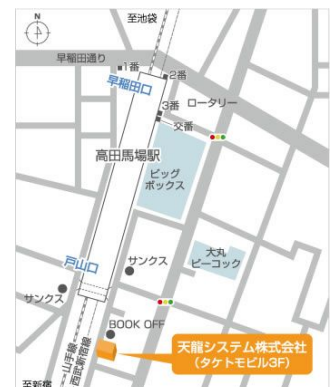 至池袋
N
早稲田通り
1番
2番
早稲田口
ロータリー
3番
交番
高田馬場駅
ビッグ
ボックス
戸山口
サンクス
大丸
ピーコック
サンクス
BOOK OFF
山手線
西武新宿線
天龍システム株式会社
(タケトモビル3F)
至新宿